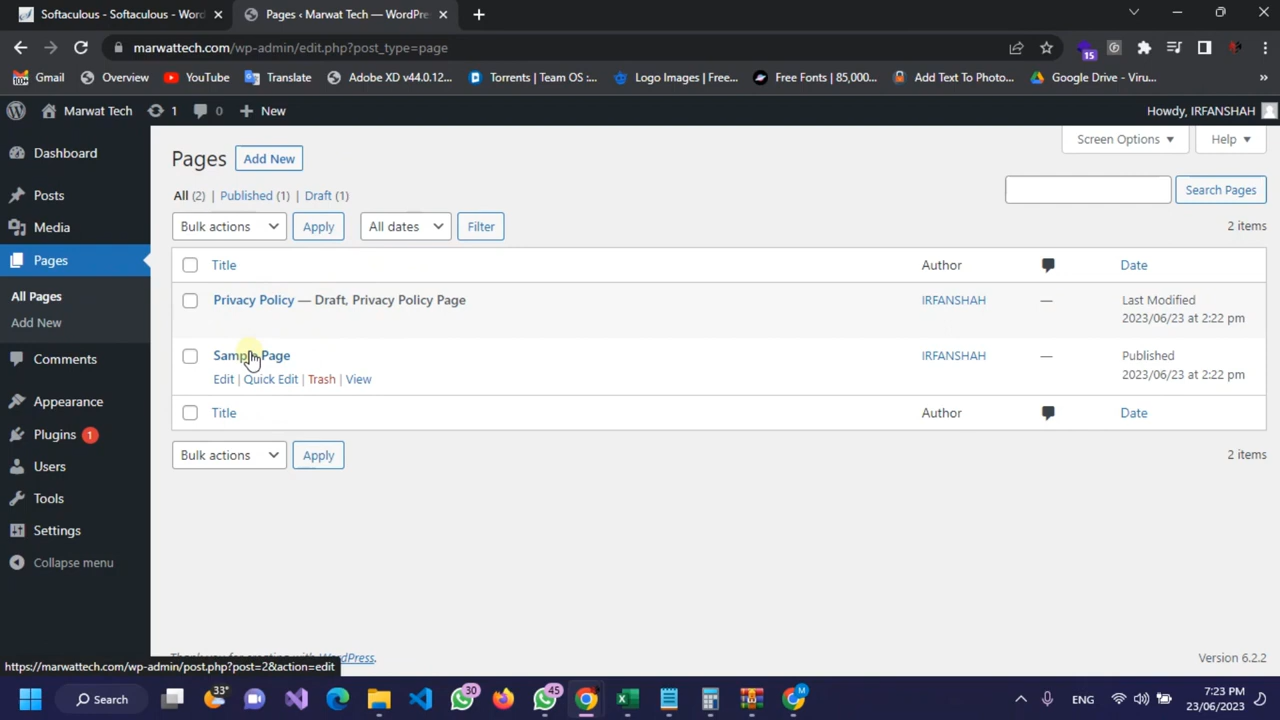 Softaculous - Softaculous - Word
Pages ‹ Marwat Tech — WordPre
marwattech.com/wp-admin/edit.php?post_type=page
15
Gmail
Overview
YouTube
Translate
Adobe XD v44.0.12...
Torrents | Team OS :...
Logo Images | Free...
Free Fonts | 85,000...
Add Text To Photo...
Google Drive - Viru...
»
Marwat Tech
1
0
New
Howdy, IRFANSHAH
Dashboard
Posts
Media
Pages
All Pages
Add New
Comments
Appearance
Plugins 1
Users
Tools
Settings
Collapse menu
Screen Options
Help
Pages
Add New
All (2) | Published (1) | Draft (1)
Search Pages
Bulk actions
Apply
All dates
Filter
2 items
Title
Author
Date
Privacy Policy — Draft, Privacy Policy Page
IRFANSHAH
—
Last Modified
2023/06/23 at 2:22 pm
Sample Page
IRFANSHAH
—
Published
2023/06/23 at 2:22 pm
Edit | Quick Edit | Trash | View
Title
Author
Date
Bulk actions
Apply
2 items
Thank you for creating with WordPress.
Version 6.2.2
https://marwattech.com/wp-admin/post.php?post=2&action=edit
Search
33°
30
45
M
ENG
7:23 PM
23/06/2023